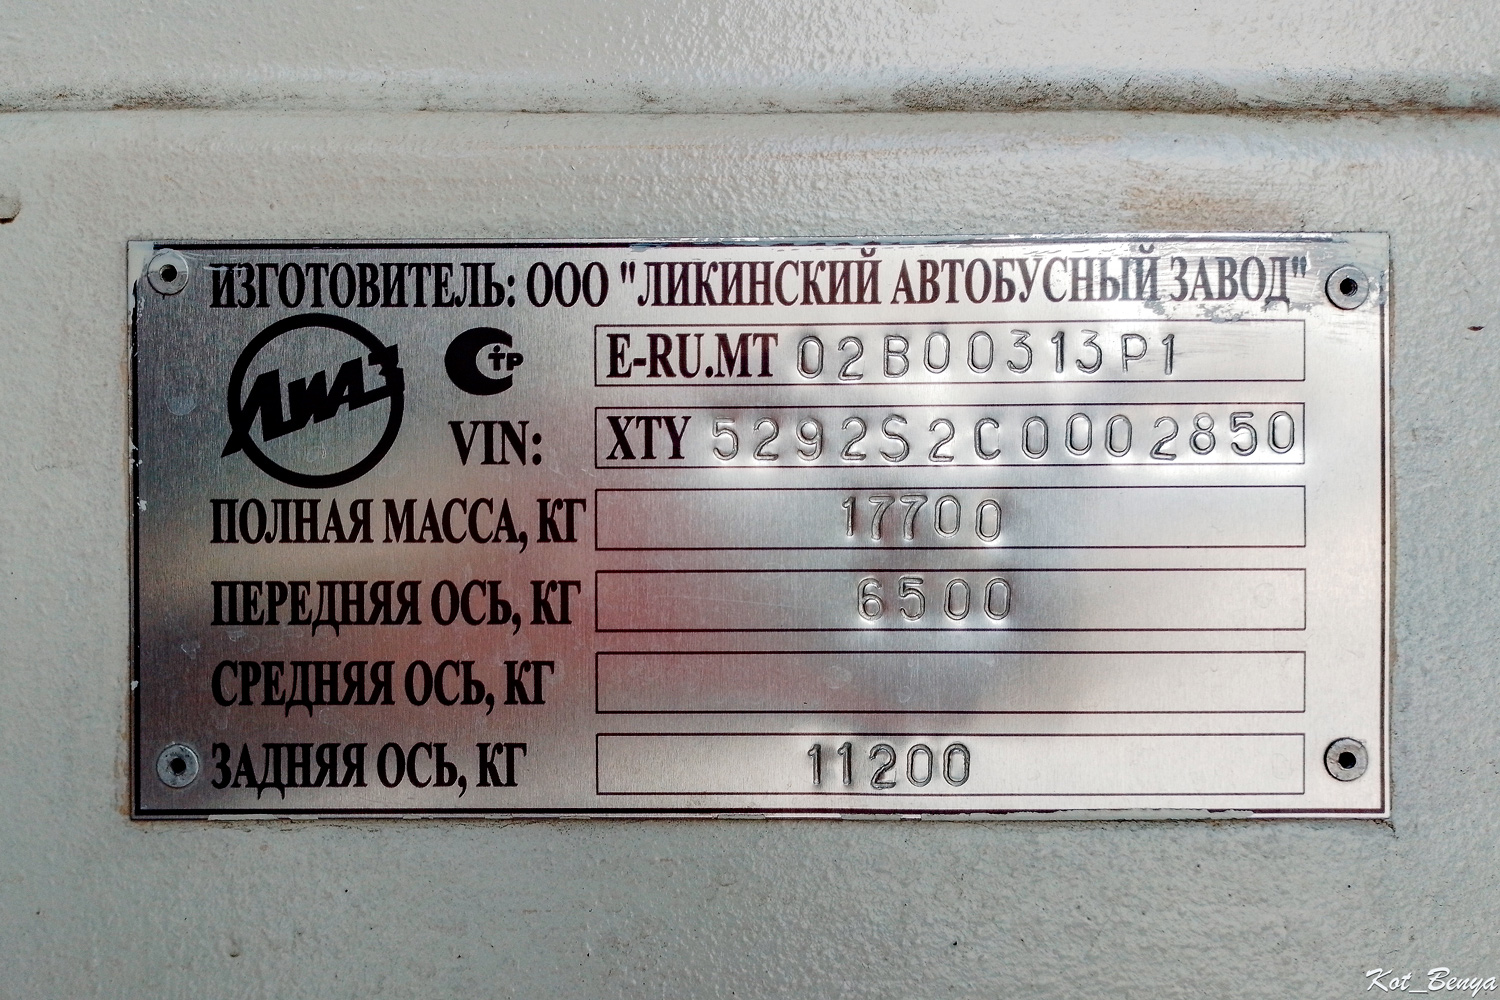 ИЗГОТОВИТЕЛЬ: ООО "ЛИКИНСКИЙ АВТОБУСНЫЙ ЗАВОД"
ЛиАЗ
СТР
E-RU.MT 02B00313P1
VIN: XTY 5292S2C0002850
ПОЛНАЯ МАССА, КГ 17700
ПЕРЕДНЯЯ ОСЬ, КГ 6500
СРЕДНЯЯ ОСЬ, КГ
ЗАДНЯЯ ОСЬ, КГ 11200
Kot_Benya